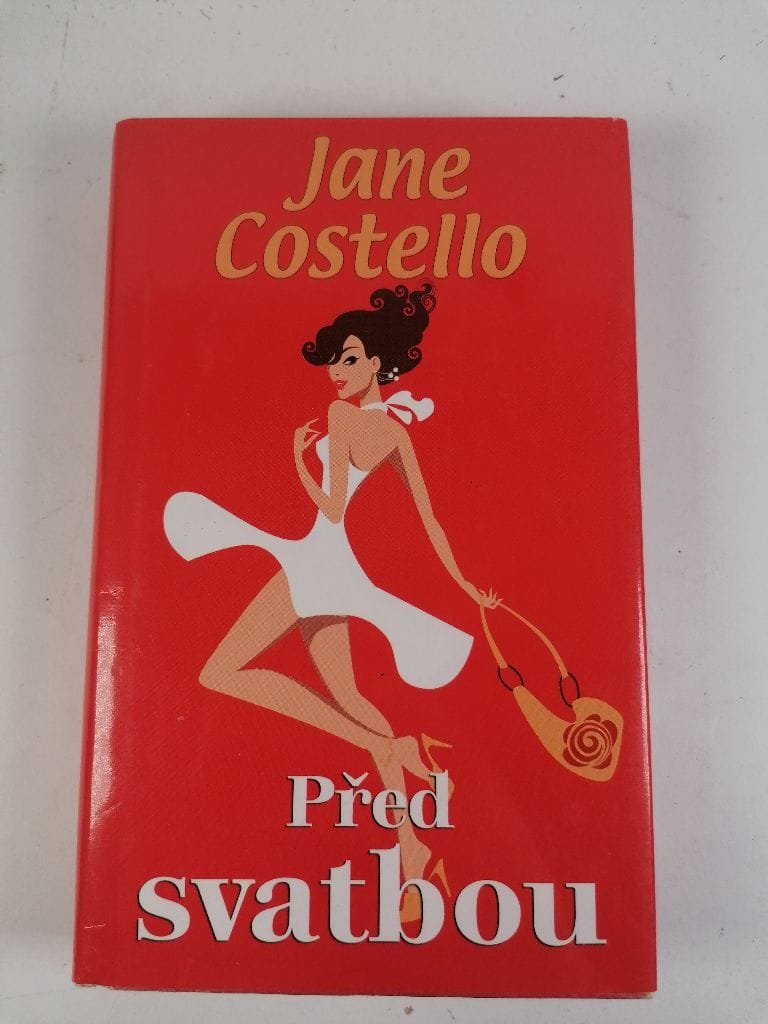 Jane
Costello
Před
svatbou